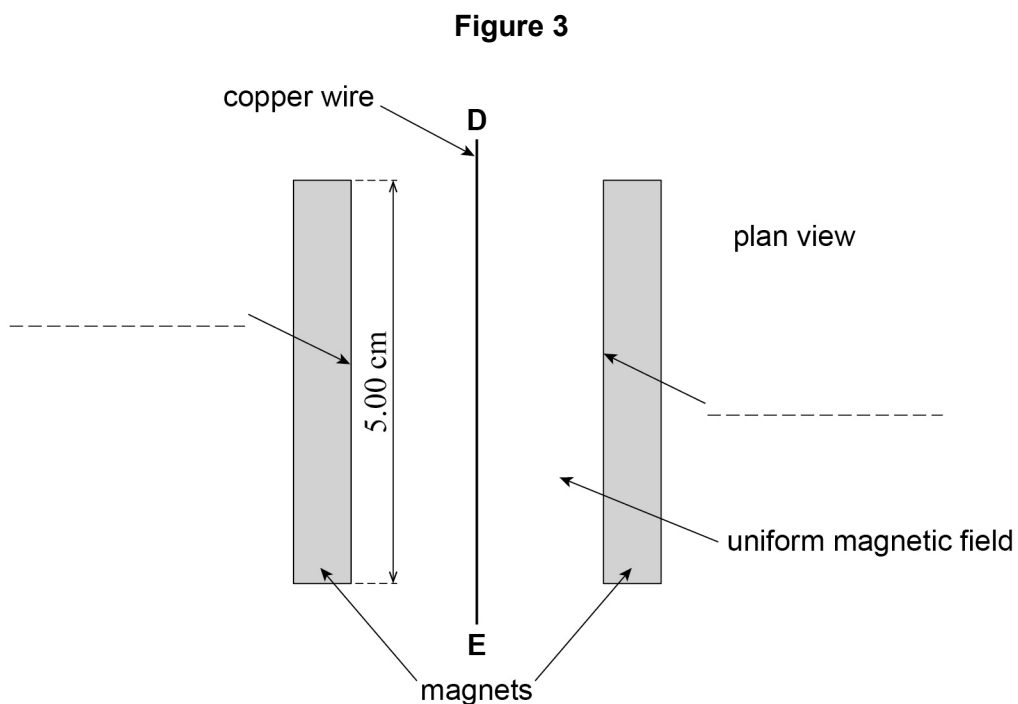 Figure 3
copper wire
D
plan view
5.00 cm
uniform magnetic field
E
magnets